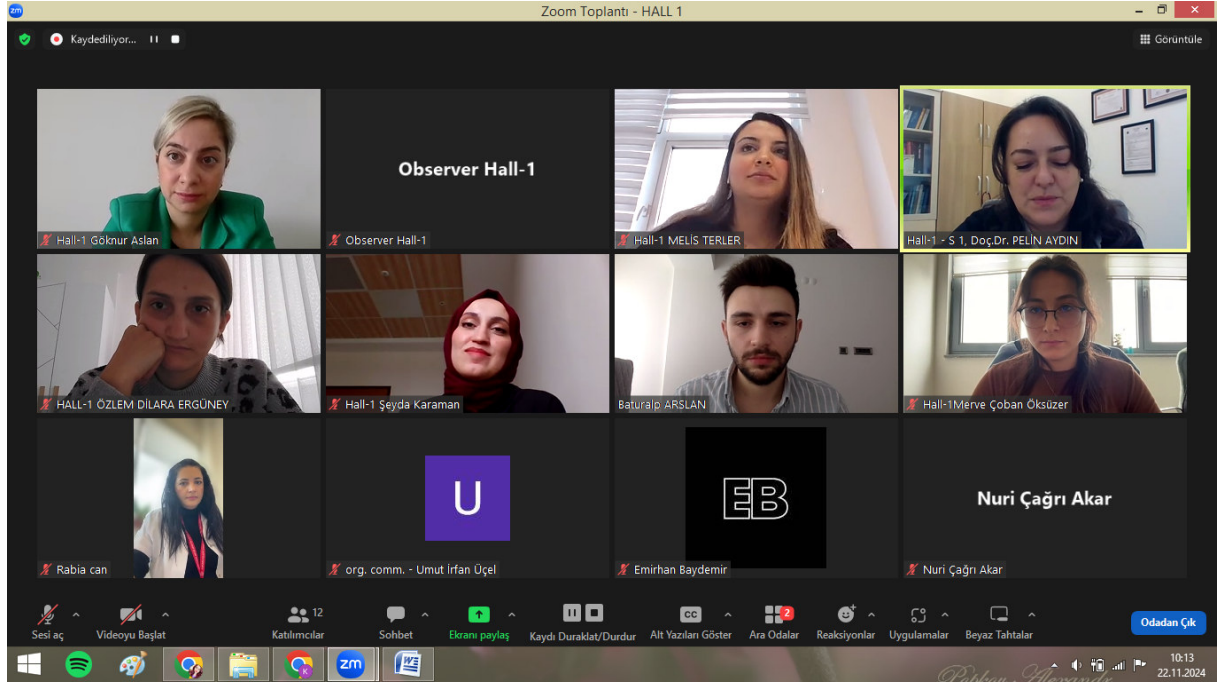 zm
Zoom Toplantı - HALL 1
Kaydediliyor...
Görüntüle
Observer Hall-1
Hall-1 Göknur Aslan
Observer Hall-1
Hall-1 MELİS TERLER
Hall-1 - S 1, Doç.Dr. PELİN AYDIN
HALL-1 ÖZLEM DİLARA ERGÜNEY
Hall-1 Şeyda Karaman
Baturalp ARSLAN
Hall-1Merve Çoban Öksüzer
U
EB
Nuri Çağrı Akar
Rabia can
org. comm. - Umut İrfan Üçel
Emirhan Baydemir
Nuri Çağrı Akar
12
CC
2
Sesi aç
Videoyu Başlat
Katılımcılar
Sohbet
Ekranı paylaş
Kaydı Duraklat/Durdur
Alt Yazıları Göster
Ara Odalar
Reaksiyonlar
Uygulamalar
Beyaz Tahtalar
Odadan Çık
zm
W
10:13
22.11.2024